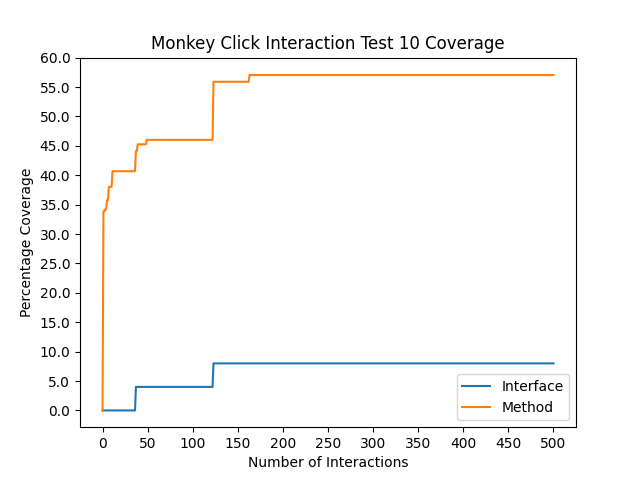 Monkey Click Interaction Test 10 Coverage
60.0
55.0
50.0
45.0
40.0
35.0
30.0
25.0
20.0
15.0
10.0
5.0
0.0
Percentage Coverage
Interface
Method
0 50 100 150 200 250 300 350 400 450 500
Number of Interactions